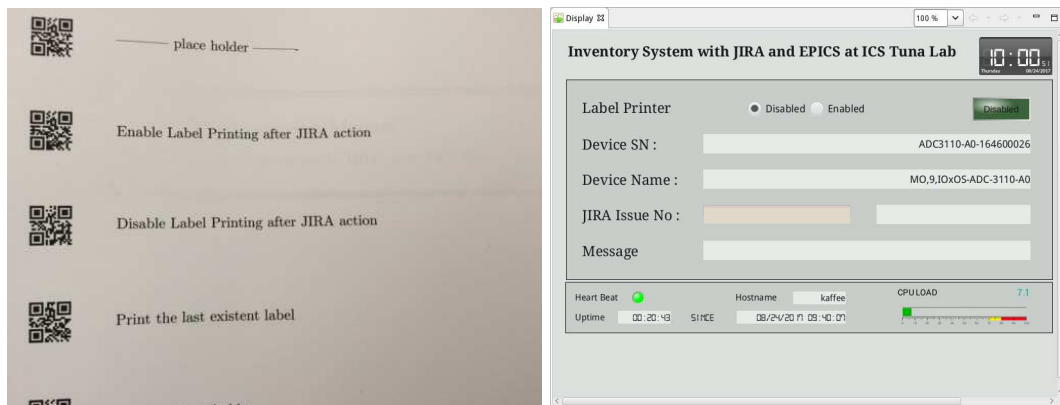 place holder
Enable Label Printing after JIRA action
Disable Label Printing after JIRA action
Print the last existent label
Display
100 %
Inventory System with JIRA and EPICS at ICS Tuna Lab
10:00 51
Thursday 08/24/2017
Label Printer Disabled Enabled Disabled
Device SN : ADC3110-A0-164600026
Device Name : MO,9,IOxOS-ADC-3110-A0
JIRA Issue No :
Message
Heart Beat Hostname kaffee CPU LOAD 7.1
Uptime 00:20:43 SINCE 08/24/2017 09:40:07